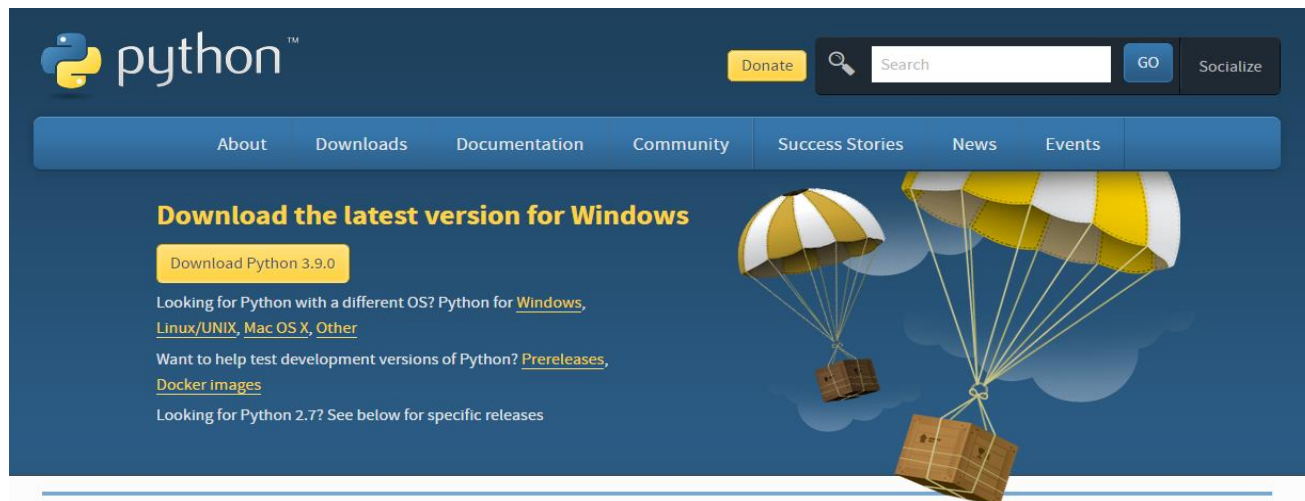 python™
Donate
Search
GO
Socialize
About
Downloads
Documentation
Community
Success Stories
News
Events
Download the latest version for Windows
Download Python 3.9.0
Looking for Python with a different OS? Python for Windows,
Linux/UNIX, Mac OS X, Other
Want to help test development versions of Python? Prereleases,
Docker images
Looking for Python 2.7? See below for specific releases